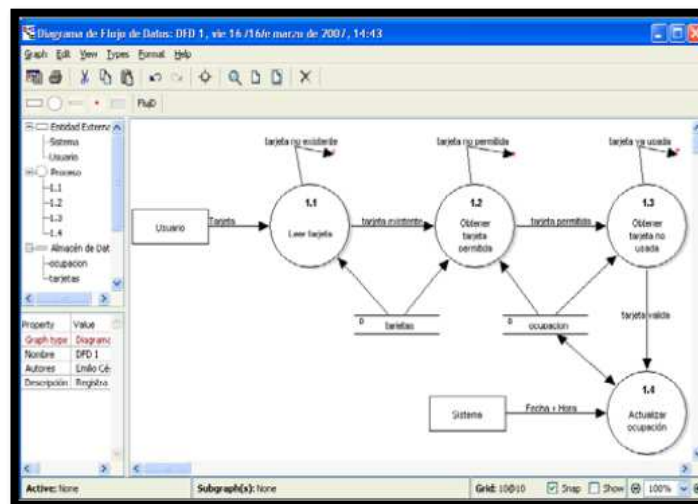 Diagrama de Flujo de Datos: DFD 1, vie 16 /16/e marzo de 2007, 14:43
Graph Edit View Types Format Help
FluD
Entidad Externa
Sistema
Usuario
Proceso
1.1
1.2
1.3
1.4
Almacén de Dat
ocupacion
tarjetas
Property Value
Graph type Diagrama
Nombre DFD 1
Autores Emilio Cé
Descripción Registra
tarjeta no existente
tarjeta no permitida
tarjeta ya usada
Usuario
Tarjeta
1.1
Leer tarjeta
tarjeta existente
1.2
Obtener
tarjeta
permitida
tarjeta permitida
1.3
Obtener
tarjeta no
usada
0 tarjetas
0 ocupacion
tarjeta valida
Sistema
Fecha + Hora
1.4
Actualizar
ocupación
Active: None Subgraph(s): None Grid: 10@10 Snap Show 100%